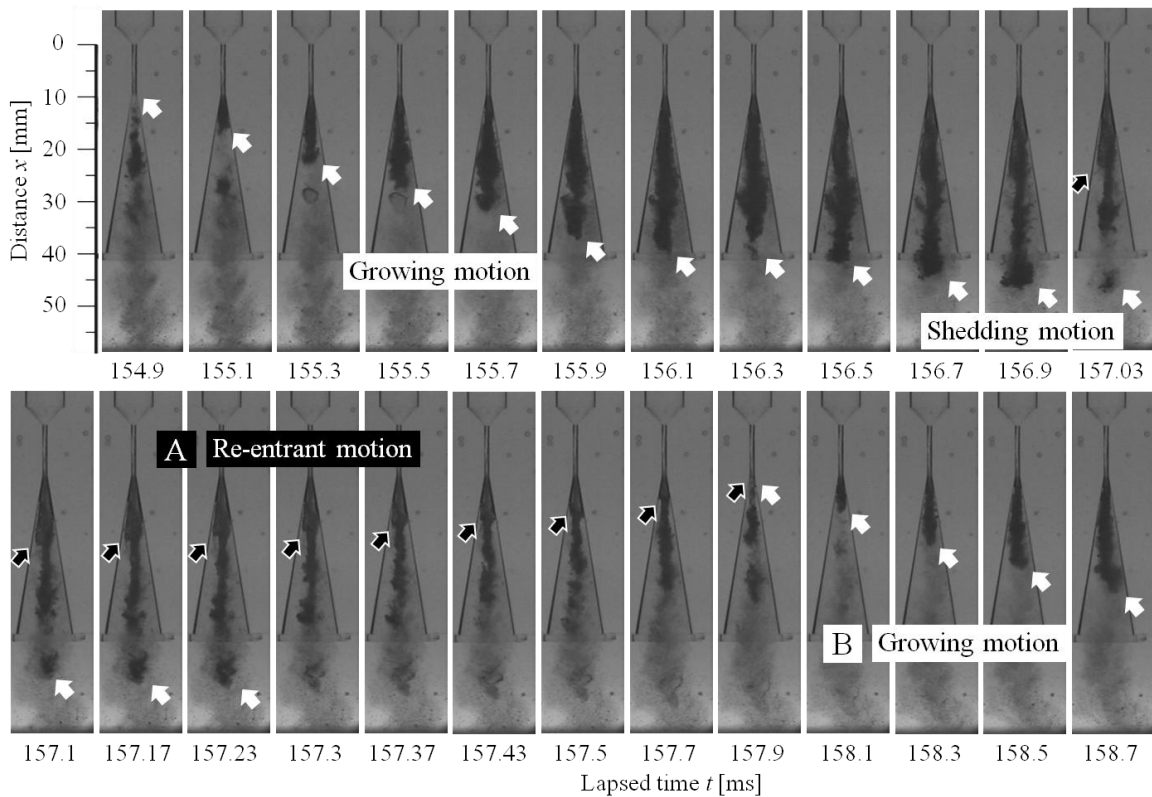 0
10
20
30
40
50
Distance x [mm]
Growing motion
Shedding motion
154.9 155.1 155.3 155.5 155.7 155.9 156.1 156.3 156.5 156.7 156.9 157.03
A Re-entrant motion
B Growing motion
157.1 157.17 157.23 157.3 157.37 157.43 157.5 157.7 157.9 158.1 158.3 158.5 158.7
Lapsed time t [ms]